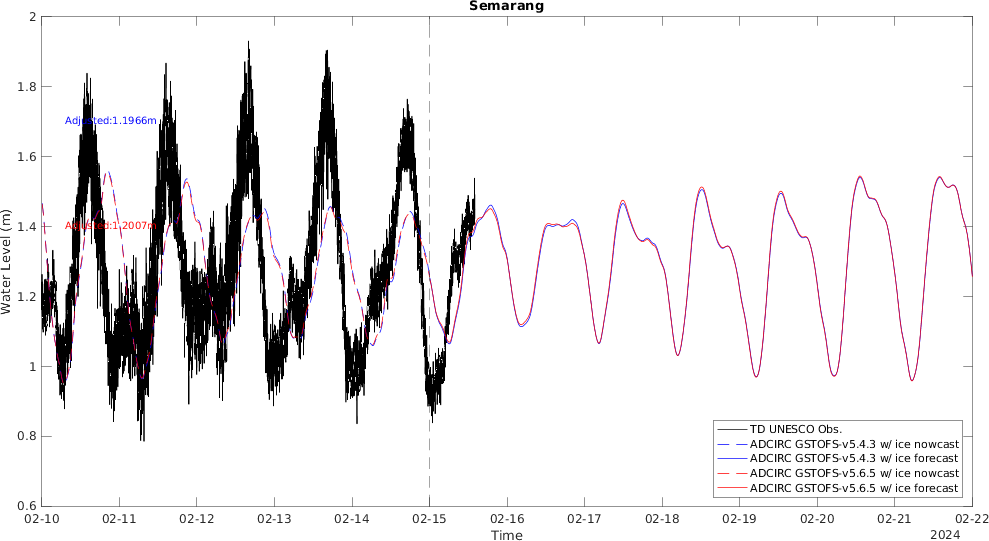 Semarang
2
1.8
1.6
1.4
1.2
1
0.8
0.6
Water Level (m)
Adjusted:1.1966m
Adjusted:1.2007m
TD UNESCO Obs.
ADCIRC GSTOFS-v5.4.3 w/ ice nowcast
ADCIRC GSTOFS-v5.4.3 w/ ice forecast
ADCIRC GSTOFS-v5.6.5 w/ ice nowcast
ADCIRC GSTOFS-v5.6.5 w/ ice forecast
02-10 02-11 02-12 02-13 02-14 02-15 02-16 02-17 02-18 02-19 02-20 02-21 02-22
Time
2024